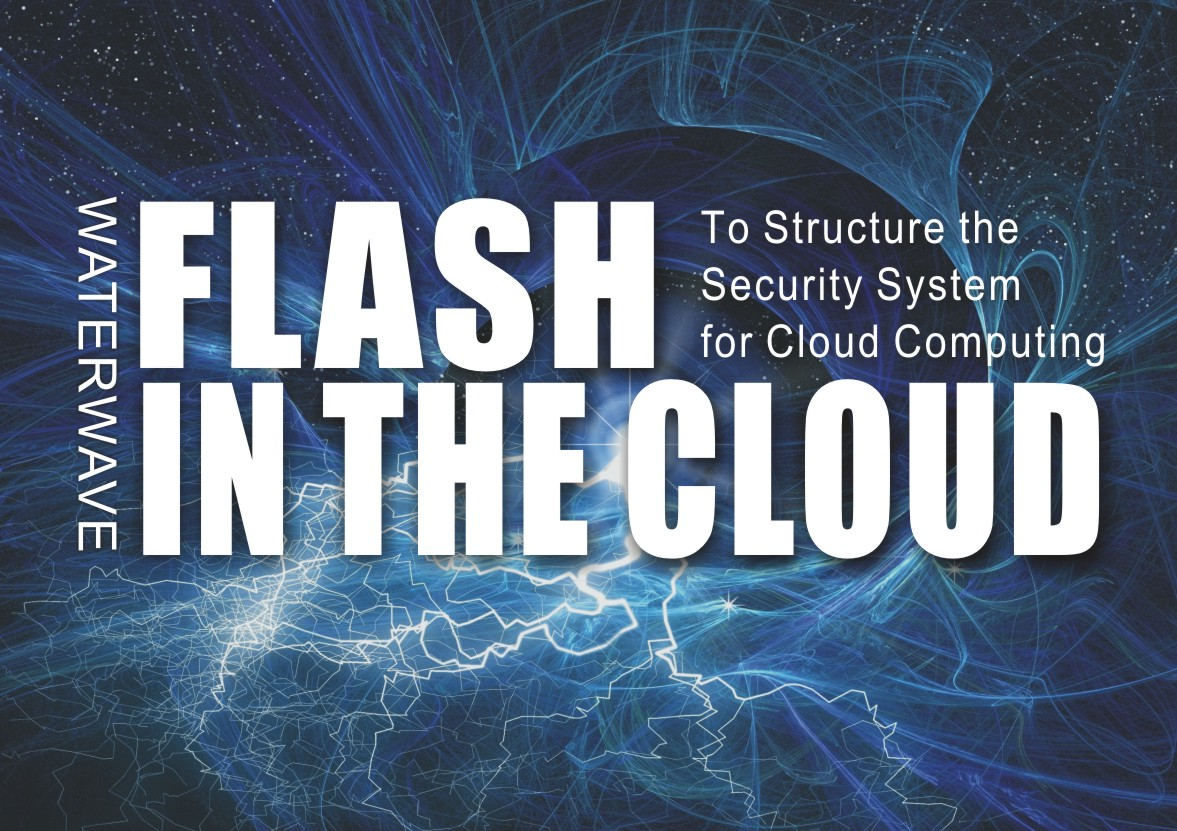 WATERWAVE
FLASH
IN THE CLOUD
To Structure the
Security System
for Cloud Computing